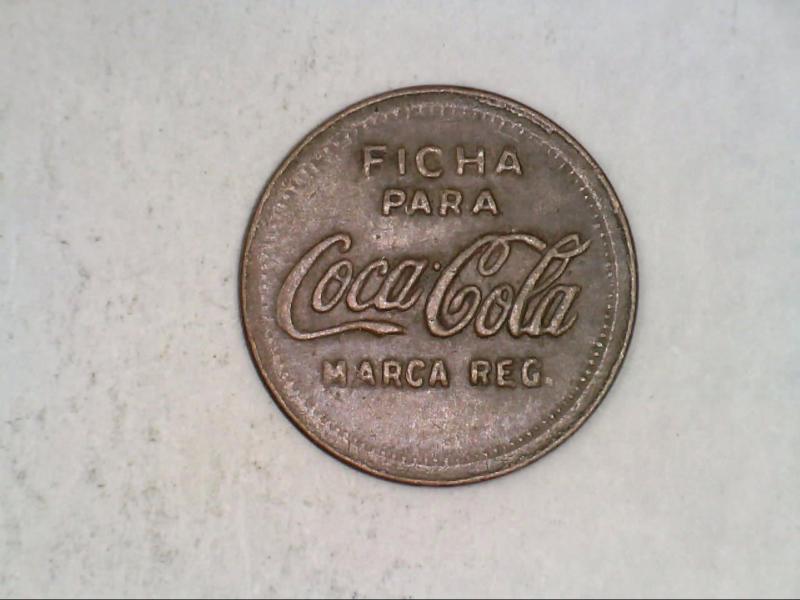 FICHA
PARA
Coca-Cola
MARCA REG.